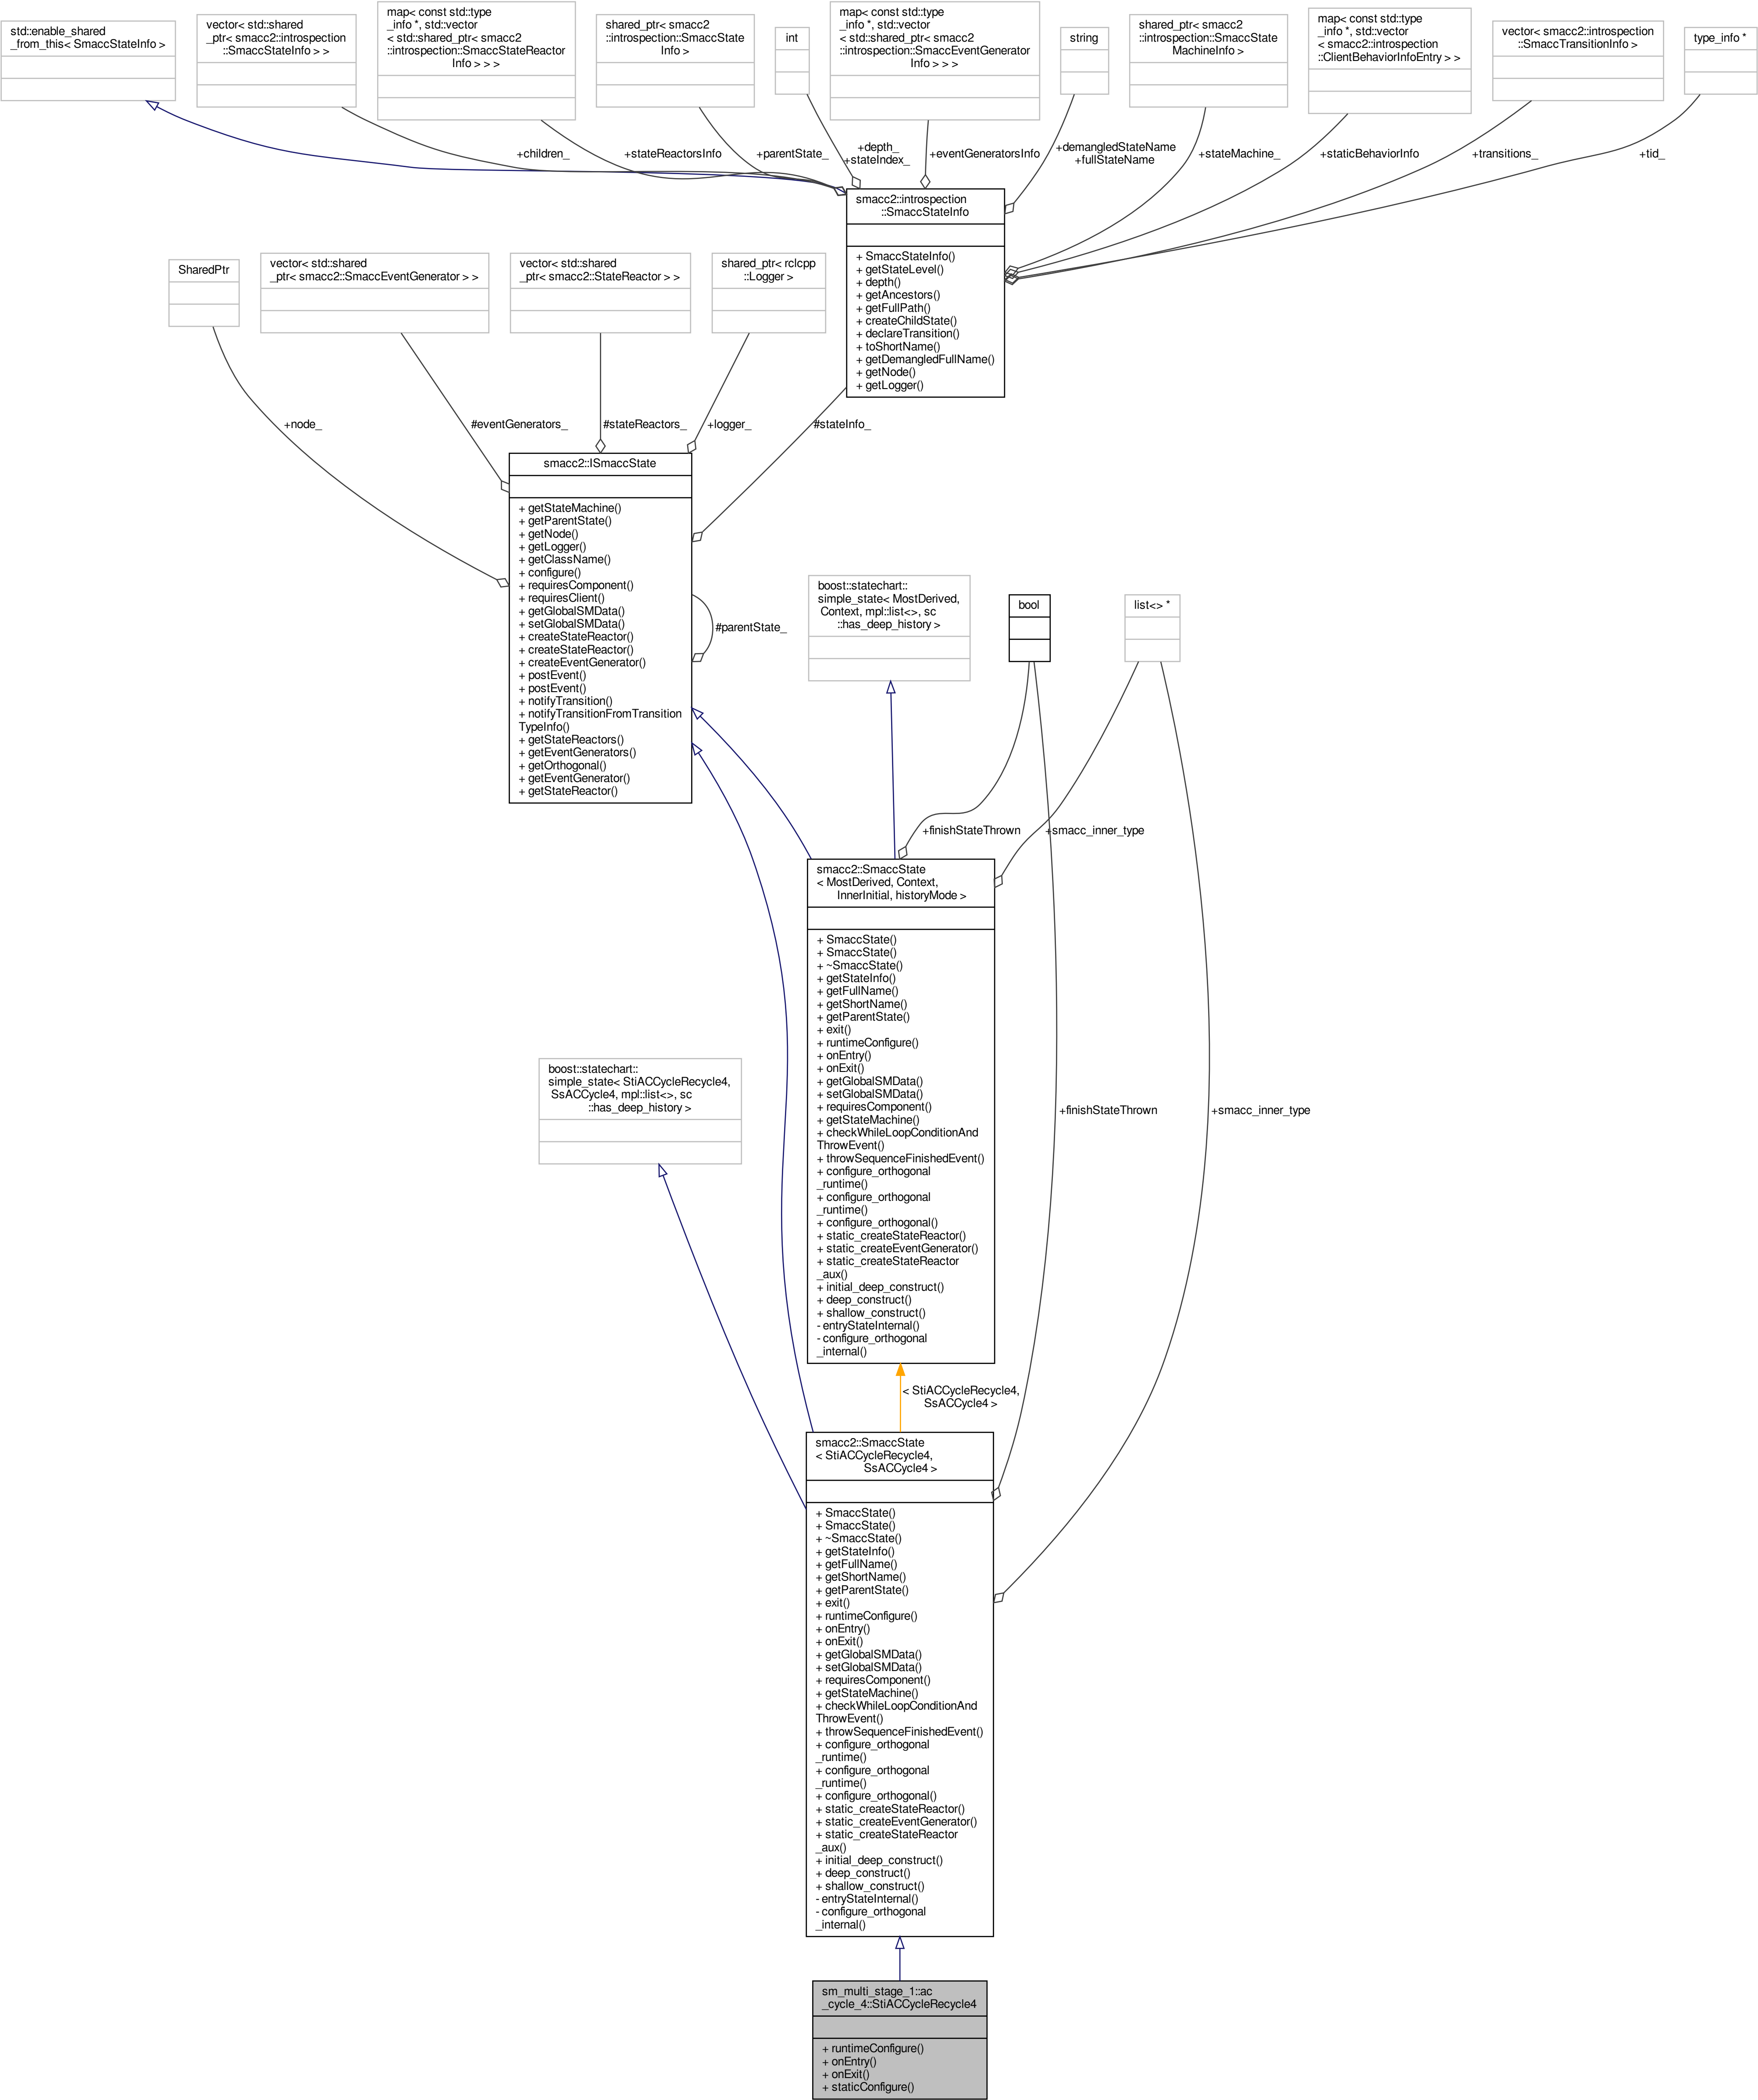 std::enable_shared
_from_this< SmaccStateInfo >
vector< std::shared
_ptr< smacc2::introspection
::SmaccStateInfo > >
map< const std::type
_info *, std::vector
< std::shared_ptr< smacc2
::introspection::SmaccStateReactor
Info > > >
shared_ptr< smacc2
::introspection::SmaccState
Info >
int
map< const std::type
_info *, std::vector
< std::shared_ptr< smacc2
::introspection::SmaccEventGenerator
Info > > >
string
shared_ptr< smacc2
::introspection::SmaccState
MachineInfo >
map< const std::type
_info *, std::vector
< smacc2::introspection
::ClientBehaviorInfoEntry > >
vector< smacc2::introspection
::SmaccTransitionInfo >
type_info *
+children_
+stateReactorsInfo
+parentState_
+depth_
+stateIndex_
+eventGeneratorsInfo
+demangledStateName
+fullStateName
+stateMachine_
+staticBehaviorInfo
+transitions_
+tid_
smacc2::introspection
::SmaccStateInfo
+ SmaccStateInfo()
+ getStateLevel()
+ depth()
+ getAncestors()
+ getFullPath()
+ createChildState()
+ declareTransition()
+ toShortName()
+ getDemangledFullName()
+ getNode()
+ getLogger()
SharedPtr
vector< std::shared
_ptr< smacc2::SmaccEventGenerator > >
vector< std::shared
_ptr< smacc2::StateReactor > >
shared_ptr< rclcpp
::Logger >
+node_
#eventGenerators_
#stateReactors_
+logger_
#stateInfo_
smacc2::ISmaccState
+ getStateMachine()
+ getParentState()
+ getNode()
+ getLogger()
+ getClassName()
+ configure()
+ requiresComponent()
+ requiresClient()
+ getGlobalSMData()
+ setGlobalSMData()
+ createStateReactor()
+ createStateReactor()
+ createEventGenerator()
+ postEvent()
+ postEvent()
+ notifyTransition()
+ notifyTransitionFromTransition
TypeInfo()
+ getStateReactors()
+ getEventGenerators()
+ getOrthogonal()
+ getEventGenerator()
+ getStateReactor()
#parentState_
boost::statechart::
simple_state< MostDerived,
Context, mpl::list<>, sc
::has_deep_history >
bool
list<> *
+finishStateThrown
+smacc_inner_type
smacc2::SmaccState
< MostDerived, Context,
InnerInitial, historyMode >
+ SmaccState()
+ SmaccState()
+ ~SmaccState()
+ getStateInfo()
+ getFullName()
+ getShortName()
+ getParentState()
+ exit()
+ runtimeConfigure()
+ onEntry()
+ onExit()
+ getGlobalSMData()
+ setGlobalSMData()
+ requiresComponent()
+ getStateMachine()
+ checkWhileLoopConditionAnd
ThrowEvent()
+ throwSequenceFinishedEvent()
+ configure_orthogonal
_runtime()
+ configure_orthogonal
_runtime()
+ configure_orthogonal()
+ static_createStateReactor()
+ static_createEventGenerator()
+ static_createStateReactor
_aux()
+ initial_deep_construct()
+ deep_construct()
+ shallow_construct()
- entryStateInternal()
- configure_orthogonal
_internal()
boost::statechart::
simple_state< StiACCycleRecycle4,
SsACCycle4, mpl::list<>, sc
::has_deep_history >
+finishStateThrown
+smacc_inner_type
< StiACCycleRecycle4,
SsACCycle4 >
smacc2::SmaccState
< StiACCycleRecycle4,
SsACCycle4 >
+ SmaccState()
+ SmaccState()
+ ~SmaccState()
+ getStateInfo()
+ getFullName()
+ getShortName()
+ getParentState()
+ exit()
+ runtimeConfigure()
+ onEntry()
+ onExit()
+ getGlobalSMData()
+ setGlobalSMData()
+ requiresComponent()
+ getStateMachine()
+ checkWhileLoopConditionAnd
ThrowEvent()
+ throwSequenceFinishedEvent()
+ configure_orthogonal
_runtime()
+ configure_orthogonal
_runtime()
+ configure_orthogonal()
+ static_createStateReactor()
+ static_createEventGenerator()
+ static_createStateReactor
_aux()
+ initial_deep_construct()
+ deep_construct()
+ shallow_construct()
- entryStateInternal()
- configure_orthogonal
_internal()
sm_multi_stage_1::ac
_cycle_4::StiACCycleRecycle4
+ runtimeConfigure()
+ onEntry()
+ onExit()
+ staticConfigure()